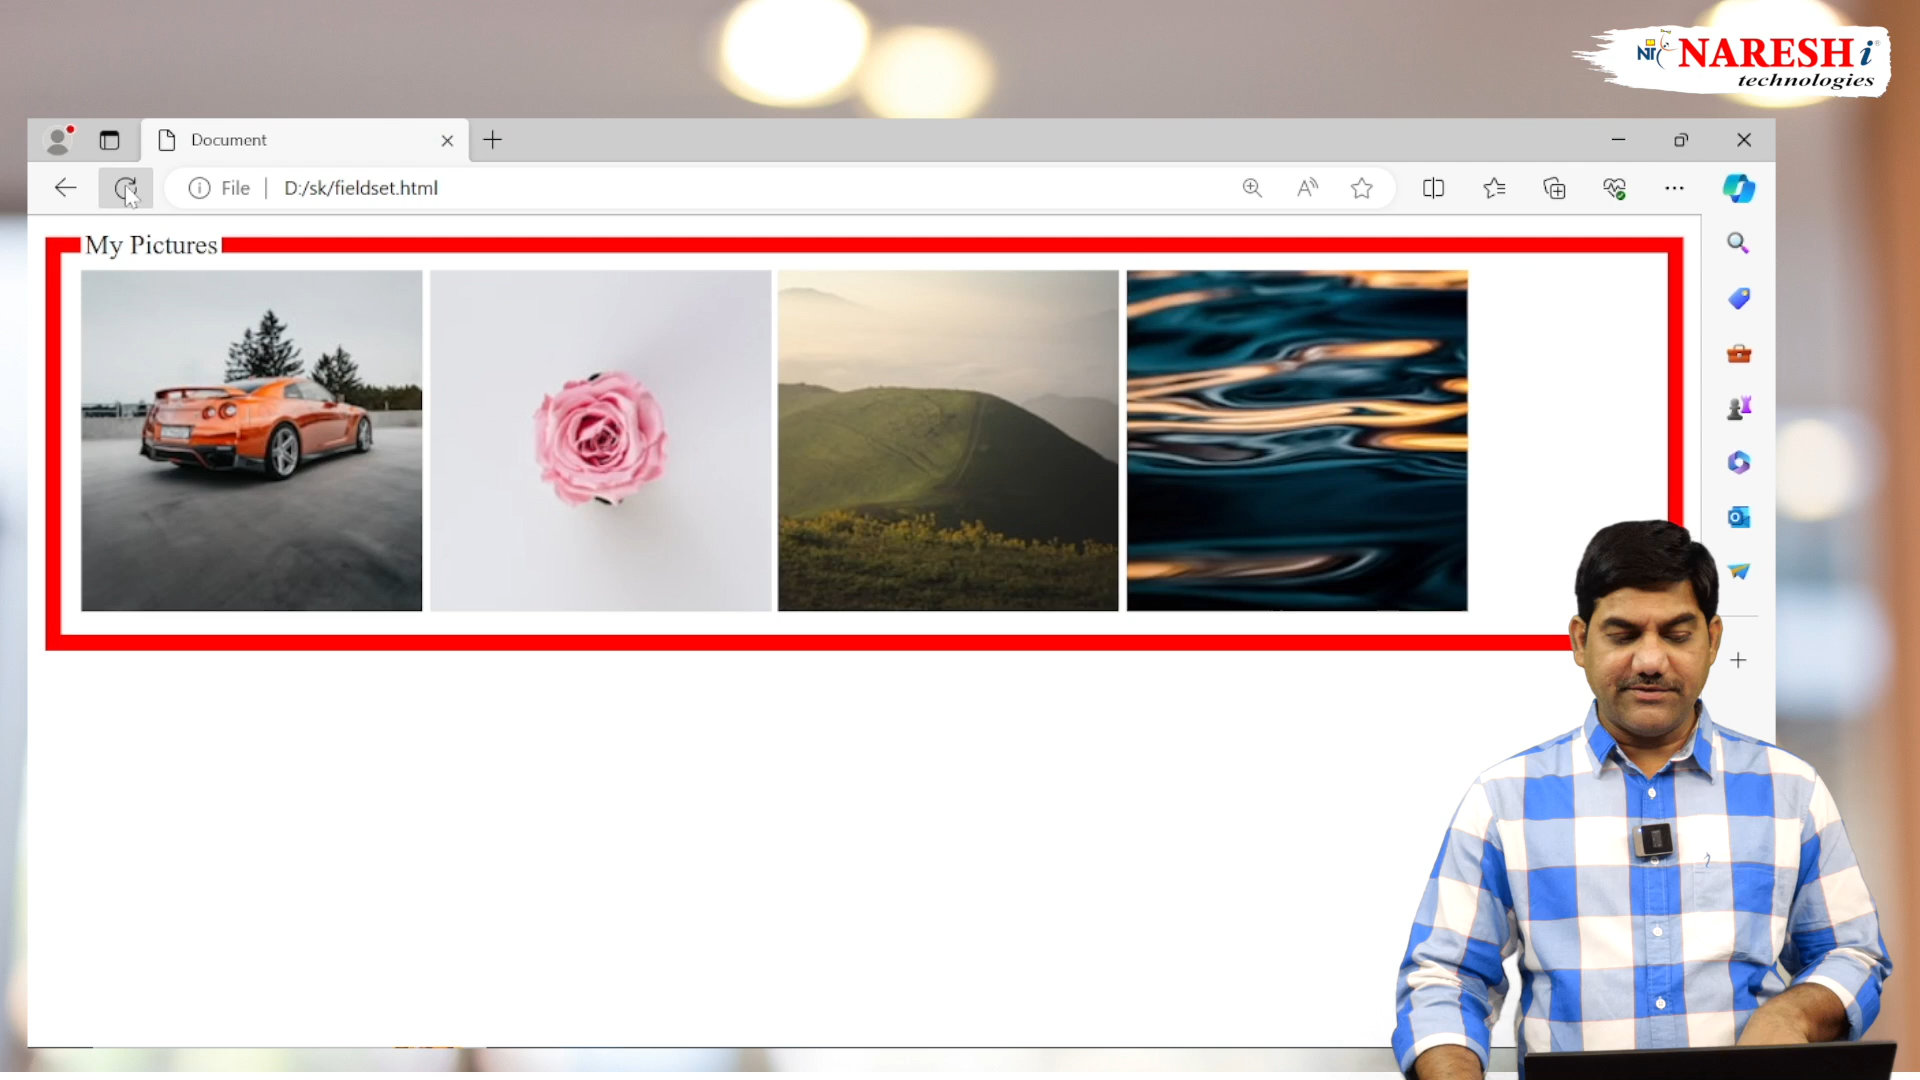 NIT NARESH i
technologies
Document
File
D:/sk/fieldset.html
My Pictures